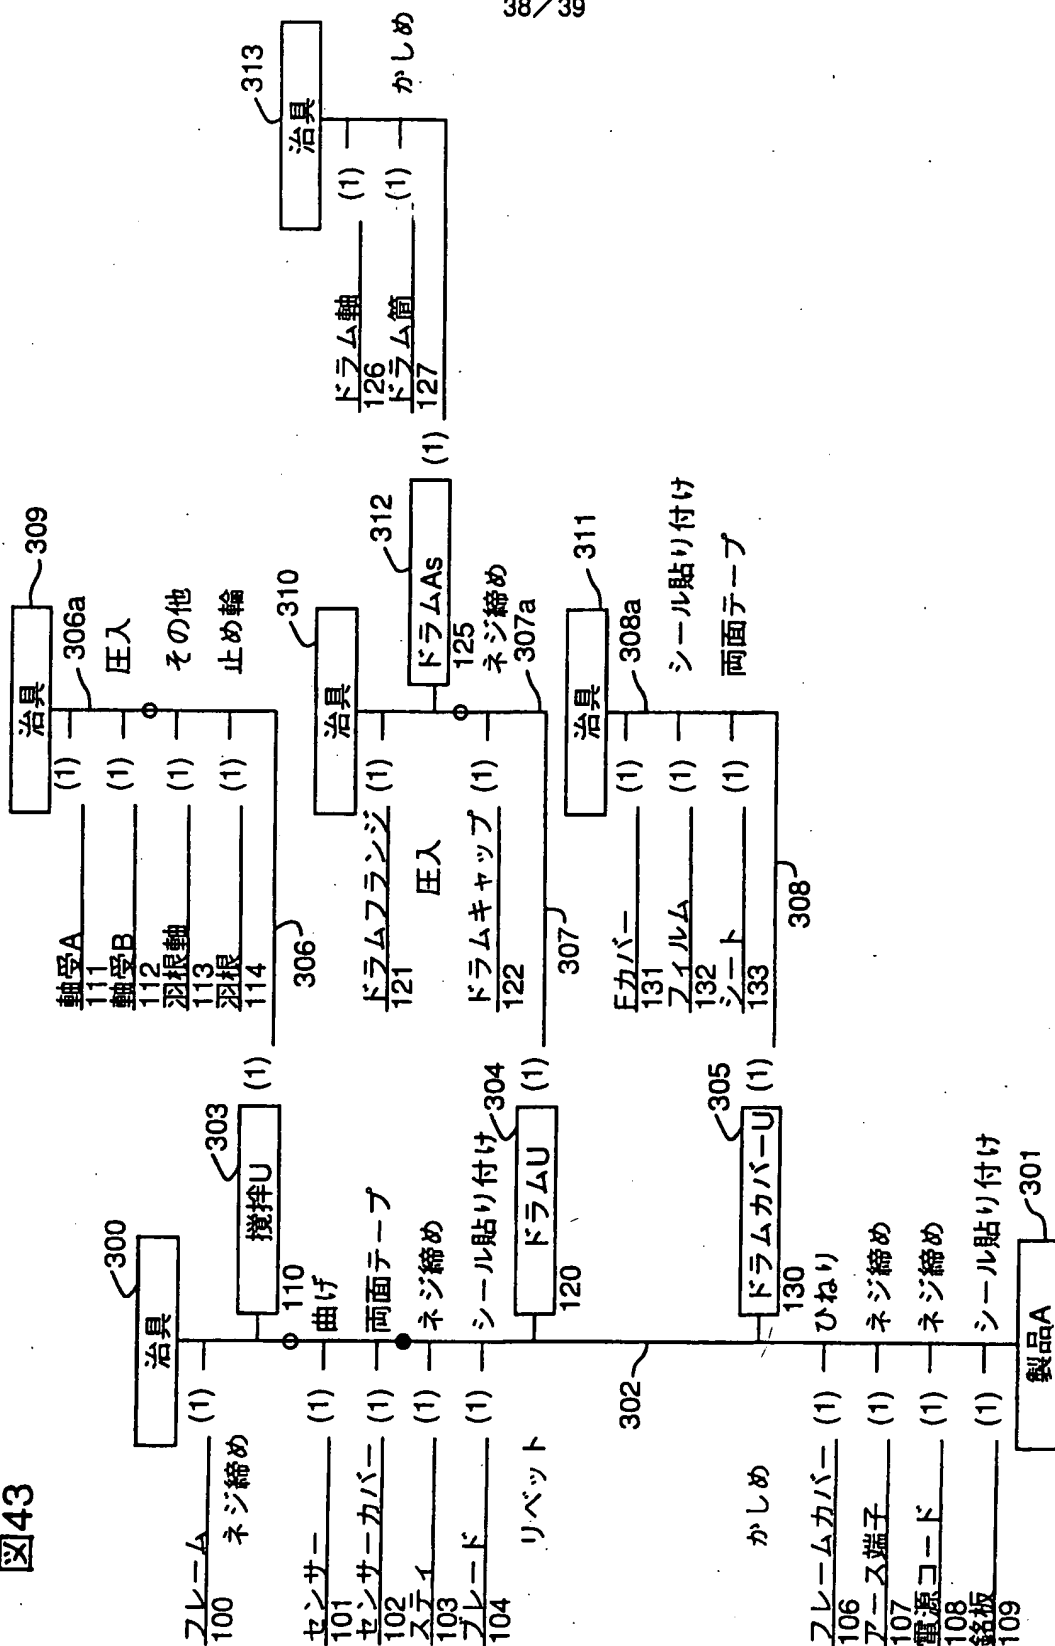 38/39
図43
治具
300
フレーム
100
(1)
ネジ締め
303
攪拌U
110
(1)
センサー
101
(1)
曲げ
センサーカバー
102
(1)
両面テープ
スティ
103
(1)
ネジ締め
ブレード
104
(1)
シール貼り付け
リベット
304
ドラムU
120
(1)
302
305
ドラムカバーU
130
(1)
かしめ
フレームカバー
106
(1)
ひねり
アース端子
107
(1)
ネジ締め
電源コード
108
(1)
ネジ締め
銘板
109
(1)
シール貼り付け
製品A
301
治具
309
306a
軸受A
111
(1)
軸受B
112
(1)
圧入
羽根軸
113
(1)
その他
羽根
114
(1)
止め輪
306
治具
310
ドラムフランジ
121
(1)
圧入
312
ドラムAs
125
(1)
ドラムキャップ
122
(1)
ネジ締め
307a
307
治具
311
308a
Fカバー
131
(1)
フィルム
132
(1)
シール貼り付け
シート
133
(1)
両面テープ
308
治具
313
ドラム軸
126
(1)
ドラム筒
127
(1)
かしめ